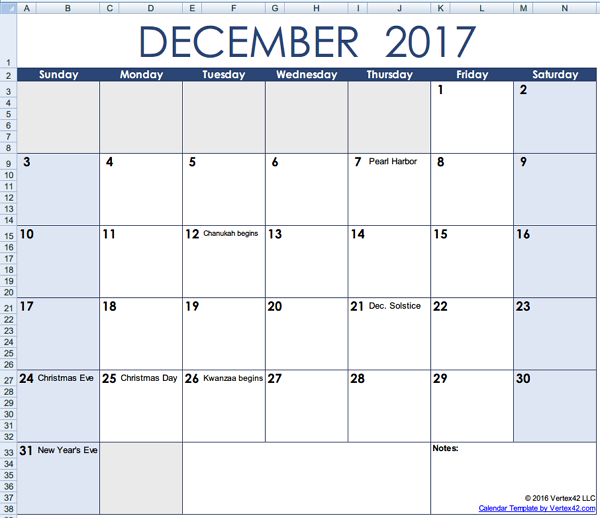 A B C D E F G H I J K L M N
1 DECEMBER 2017
2 Sunday Monday Tuesday Wednesday Thursday Friday Saturday
3 1 2
4
5
6
7
8
9 3 4 5 6 7 Pearl Harbor 8 9
10
11
12
13
14
15 10 11 12 Chanukah begins 13 14 15 16
16
17
18
19
20
21 17 18 19 20 21 Dec. Solstice 22 23
22
23
24
25
26
27 24 Christmas Eve 25 Christmas Day 26 Kwanzaa begins 27 28 29 30
28
29
30
31
32
33 31 New Year's Eve Notes:
34
35
36
37 © 2016 Vertex42 LLC
38 Calendar Template by Vertex42.com